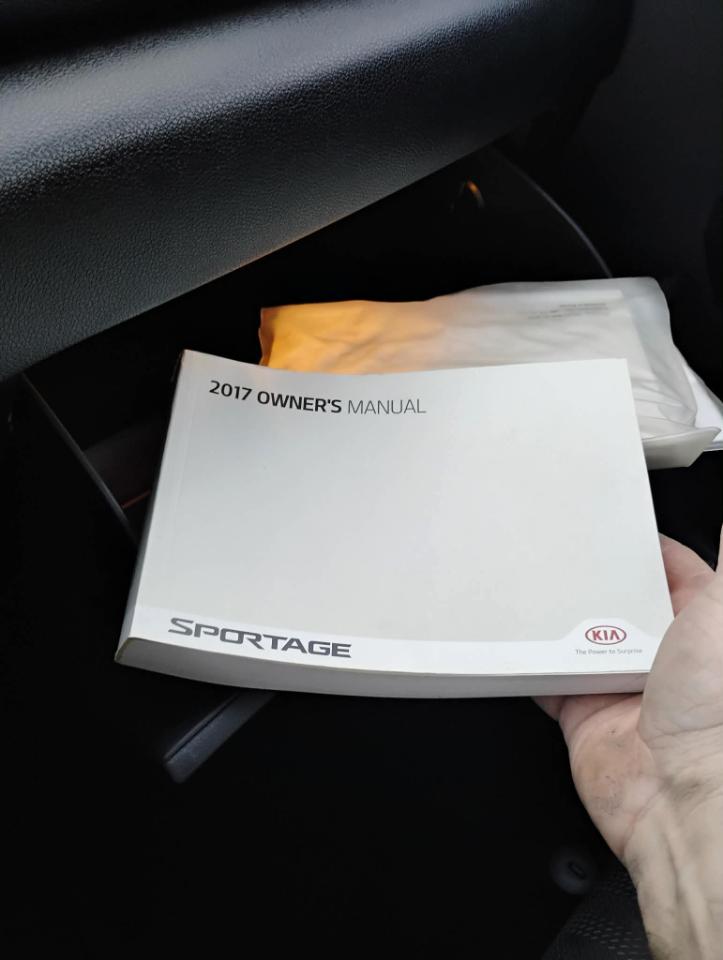 2017 OWNER'S MANUAL
SPORTAGE
KIA
The Power to Surprise